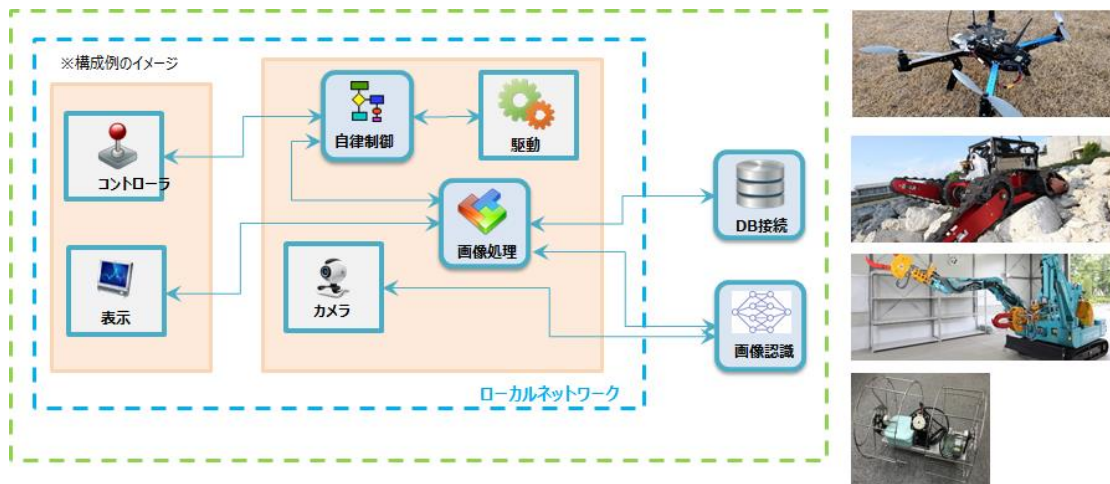 ※構成例のイメージ
コントローラ
自律制御
駆動
画像処理
DB接続
表示
カメラ
画像認識
ローカルネットワーク